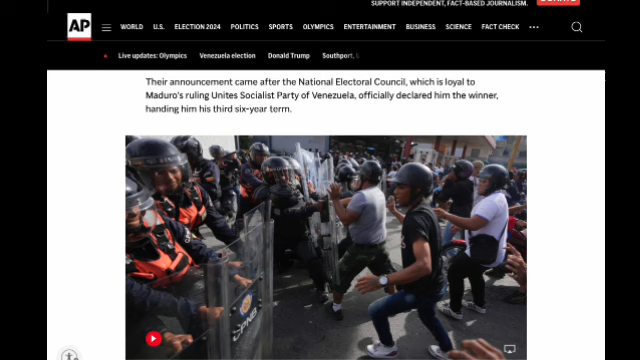 SUPPORT INDEPENDENT, FACT-BASED JOURNALISM.
DONATE
AP
WORLD U.S. ELECTION 2024 POLITICS SPORTS OLYMPICS ENTERTAINMENT BUSINESS SCIENCE FACT CHECK
Live updates: Olympics Venezuela election Donald Trump Southport,
Their announcement came after the National Electoral Council, which is loyal to
Maduro's ruling Unites Socialist Party of Venezuela, officially declared him the winner,
handing him his third six-year term.
CPNB